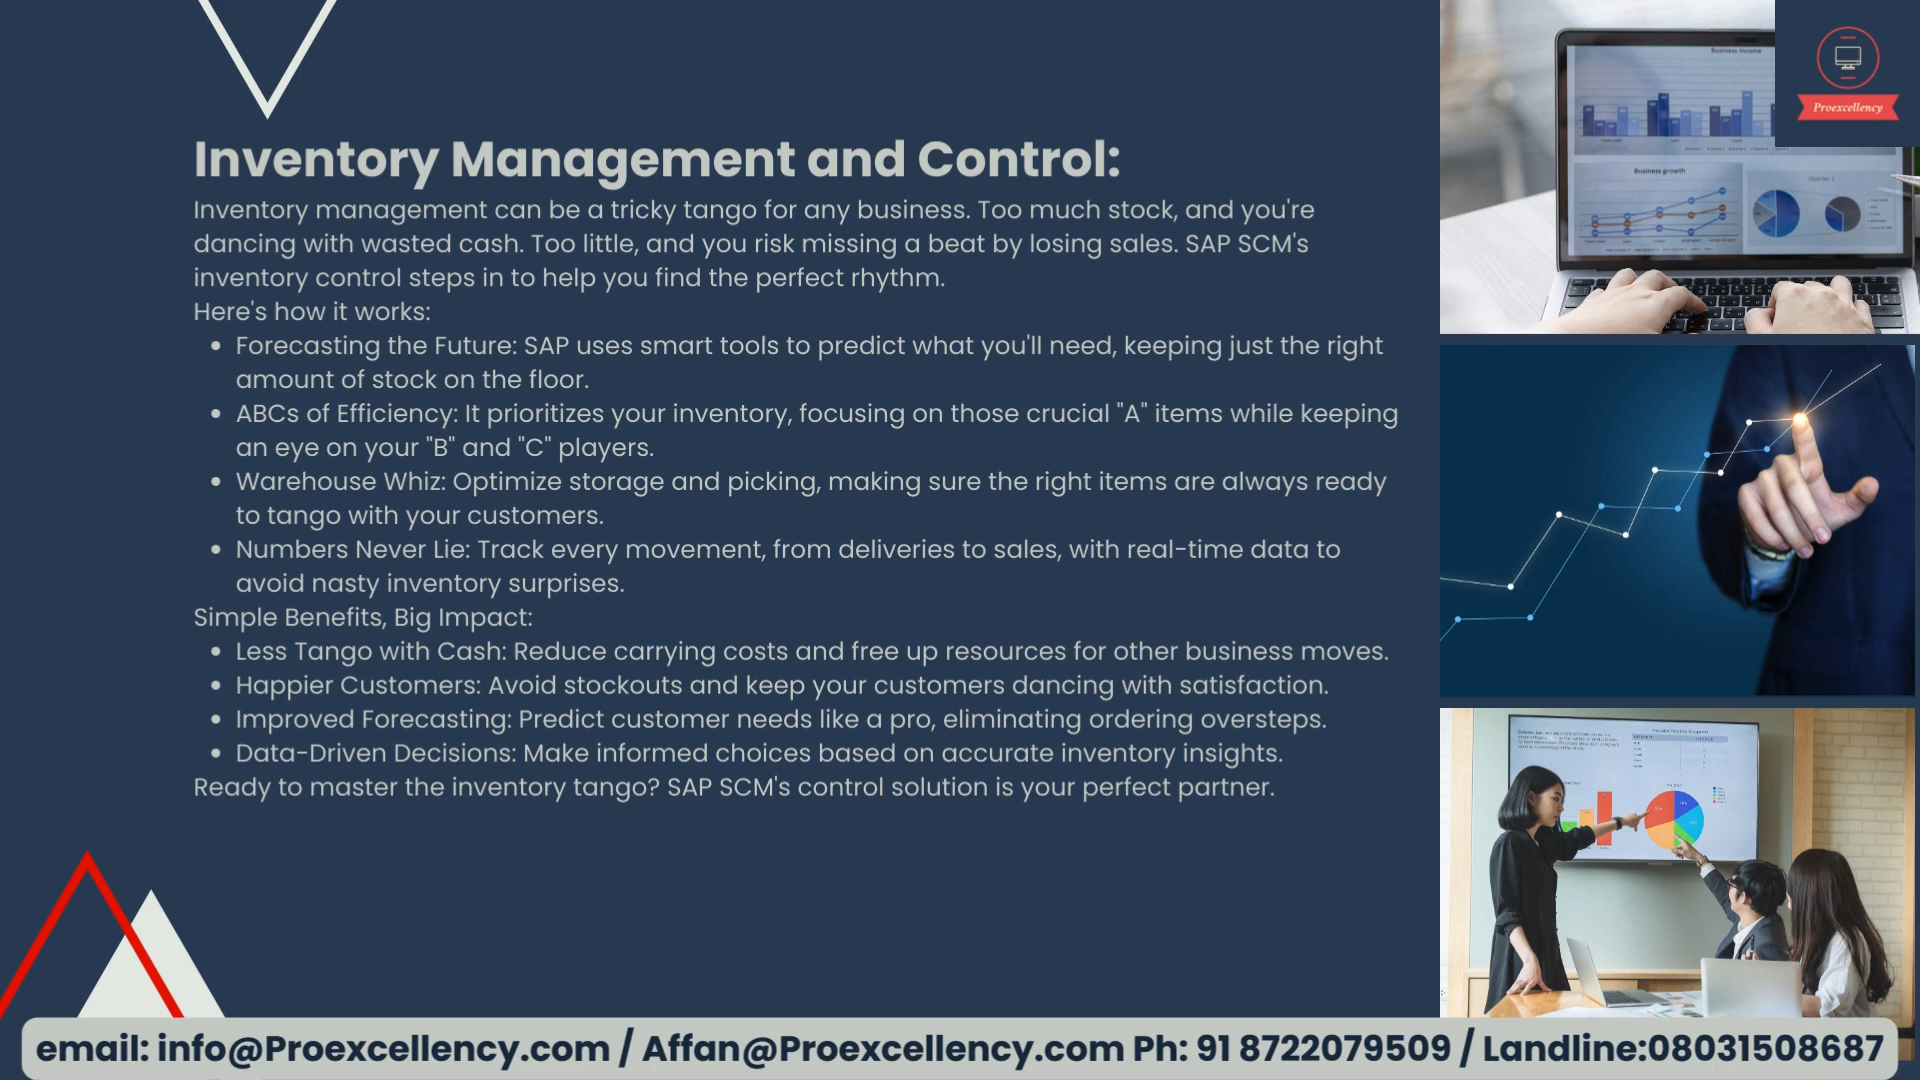 Inventory Management and Control:
Inventory management can be a tricky tango for any business. Too much stock, and you're
dancing with wasted cash. Too little, and you risk missing a beat by losing sales. SAP SCM's
inventory control steps in to help you find the perfect rhythm.
Here's how it works:
• Forecasting the Future: SAP uses smart tools to predict what you'll need, keeping just the right
amount of stock on the floor.
• ABCs of Efficiency: It prioritizes your inventory, focusing on those crucial "A" items while keeping
an eye on your "B" and "C" players.
• Warehouse Whiz: Optimize storage and picking, making sure the right items are always ready
to tango with your customers.
• Numbers Never Lie: Track every movement, from deliveries to sales, with real-time data to
avoid nasty inventory surprises.
Simple Benefits, Big Impact:
• Less Tango with Cash: Reduce carrying costs and free up resources for other business moves.
• Happier Customers: Avoid stockouts and keep your customers dancing with satisfaction.
• Improved Forecasting: Predict customer needs like a pro, eliminating ordering oversteps.
• Data-Driven Decisions: Make informed choices based on accurate inventory insights.
Ready to master the inventory tango? SAP SCM's control solution is your perfect partner.
Business income
Proexcellency
Business growth
Quarter 1
email: info@Proexcellency.com / Affan@Proexcellency.com Ph: 91 8722079509 / Landline:08031508687